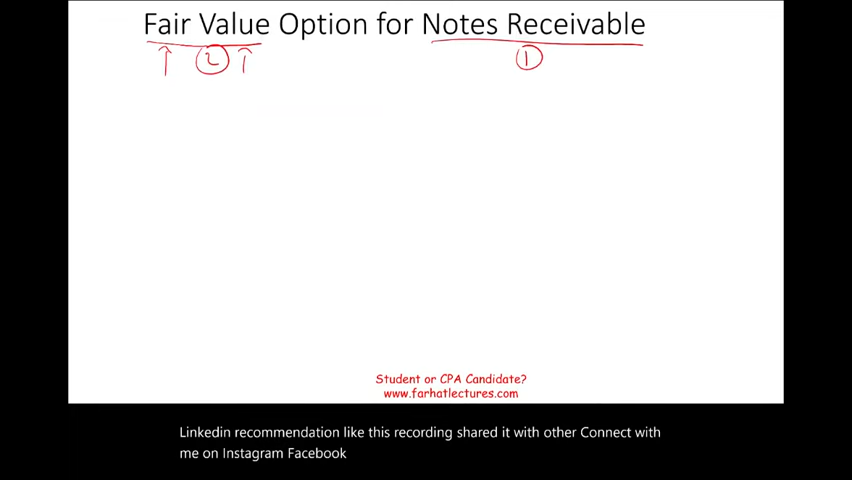 Fair Value Option for Notes Receivable
2
1
Student or CPA Candidate?
www.farhatlectures.com
Linkedin recommendation like this recording shared it with other Connect with
me on Instagram Facebook